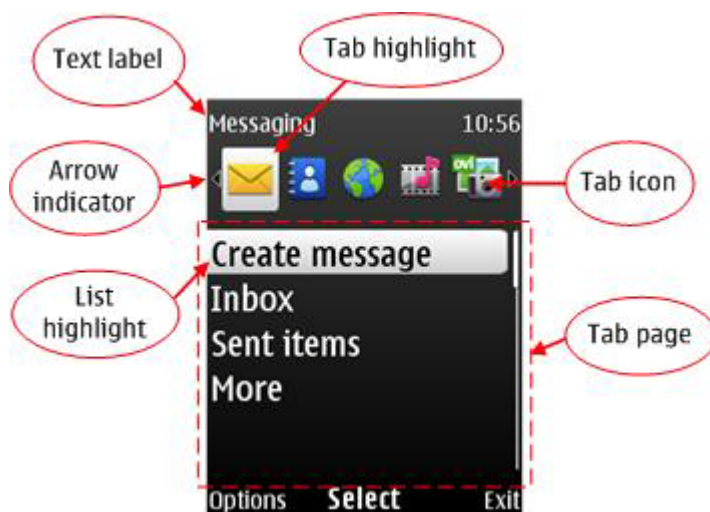 Text label
Tab highlight
Messaging 10:56
Arrow
indicator
ovi
Tab icon
Create message
List
highlight
Inbox
Sent items
More
Tab page
Options Select Exit